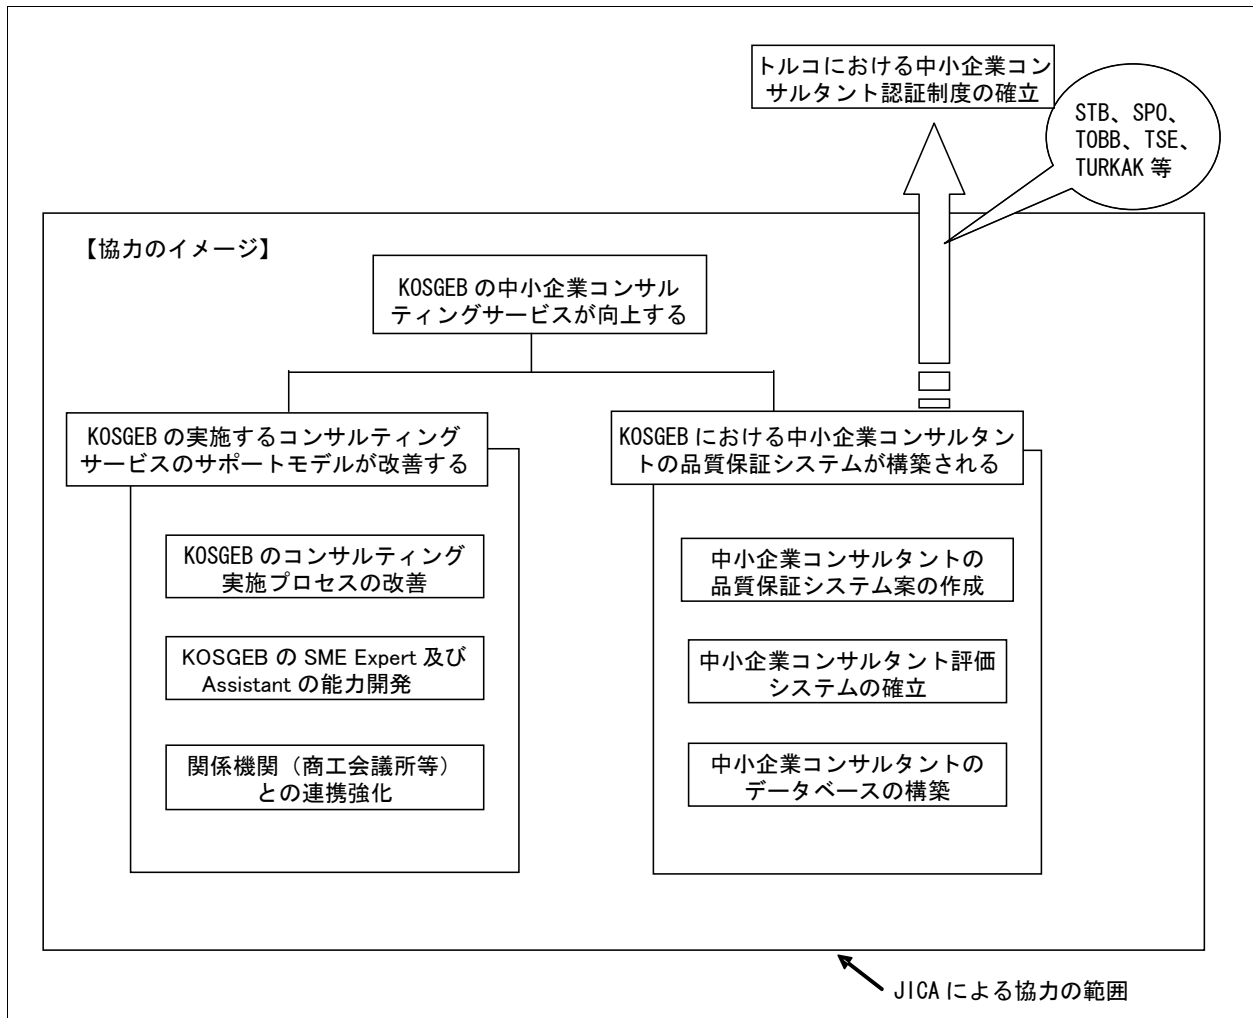 トルコにおける中小企業コン
サルタント認証制度の確立
STB、SPO、
TOBB、TSE、
TURKAK 等
【協力のイメージ】
KOSGEB の中小企業コンサル
ティングサービスが向上する
KOSGEB の実施するコンサルティング
サービスのサポートモデルが改善する
KOSGEB のコンサルティング
実施プロセスの改善
KOSGEB の SME Expert 及び
Assistant の能力開発
関係機関（商工会議所等）
との連携強化
KOSGEB における中小企業コンサルタン
トの品質保証システムが構築される
中小企業コンサルタントの
品質保証システム案の作成
中小企業コンサルタント評価
システムの確立
中小企業コンサルタントの
データベースの構築
JICA による協力の範囲